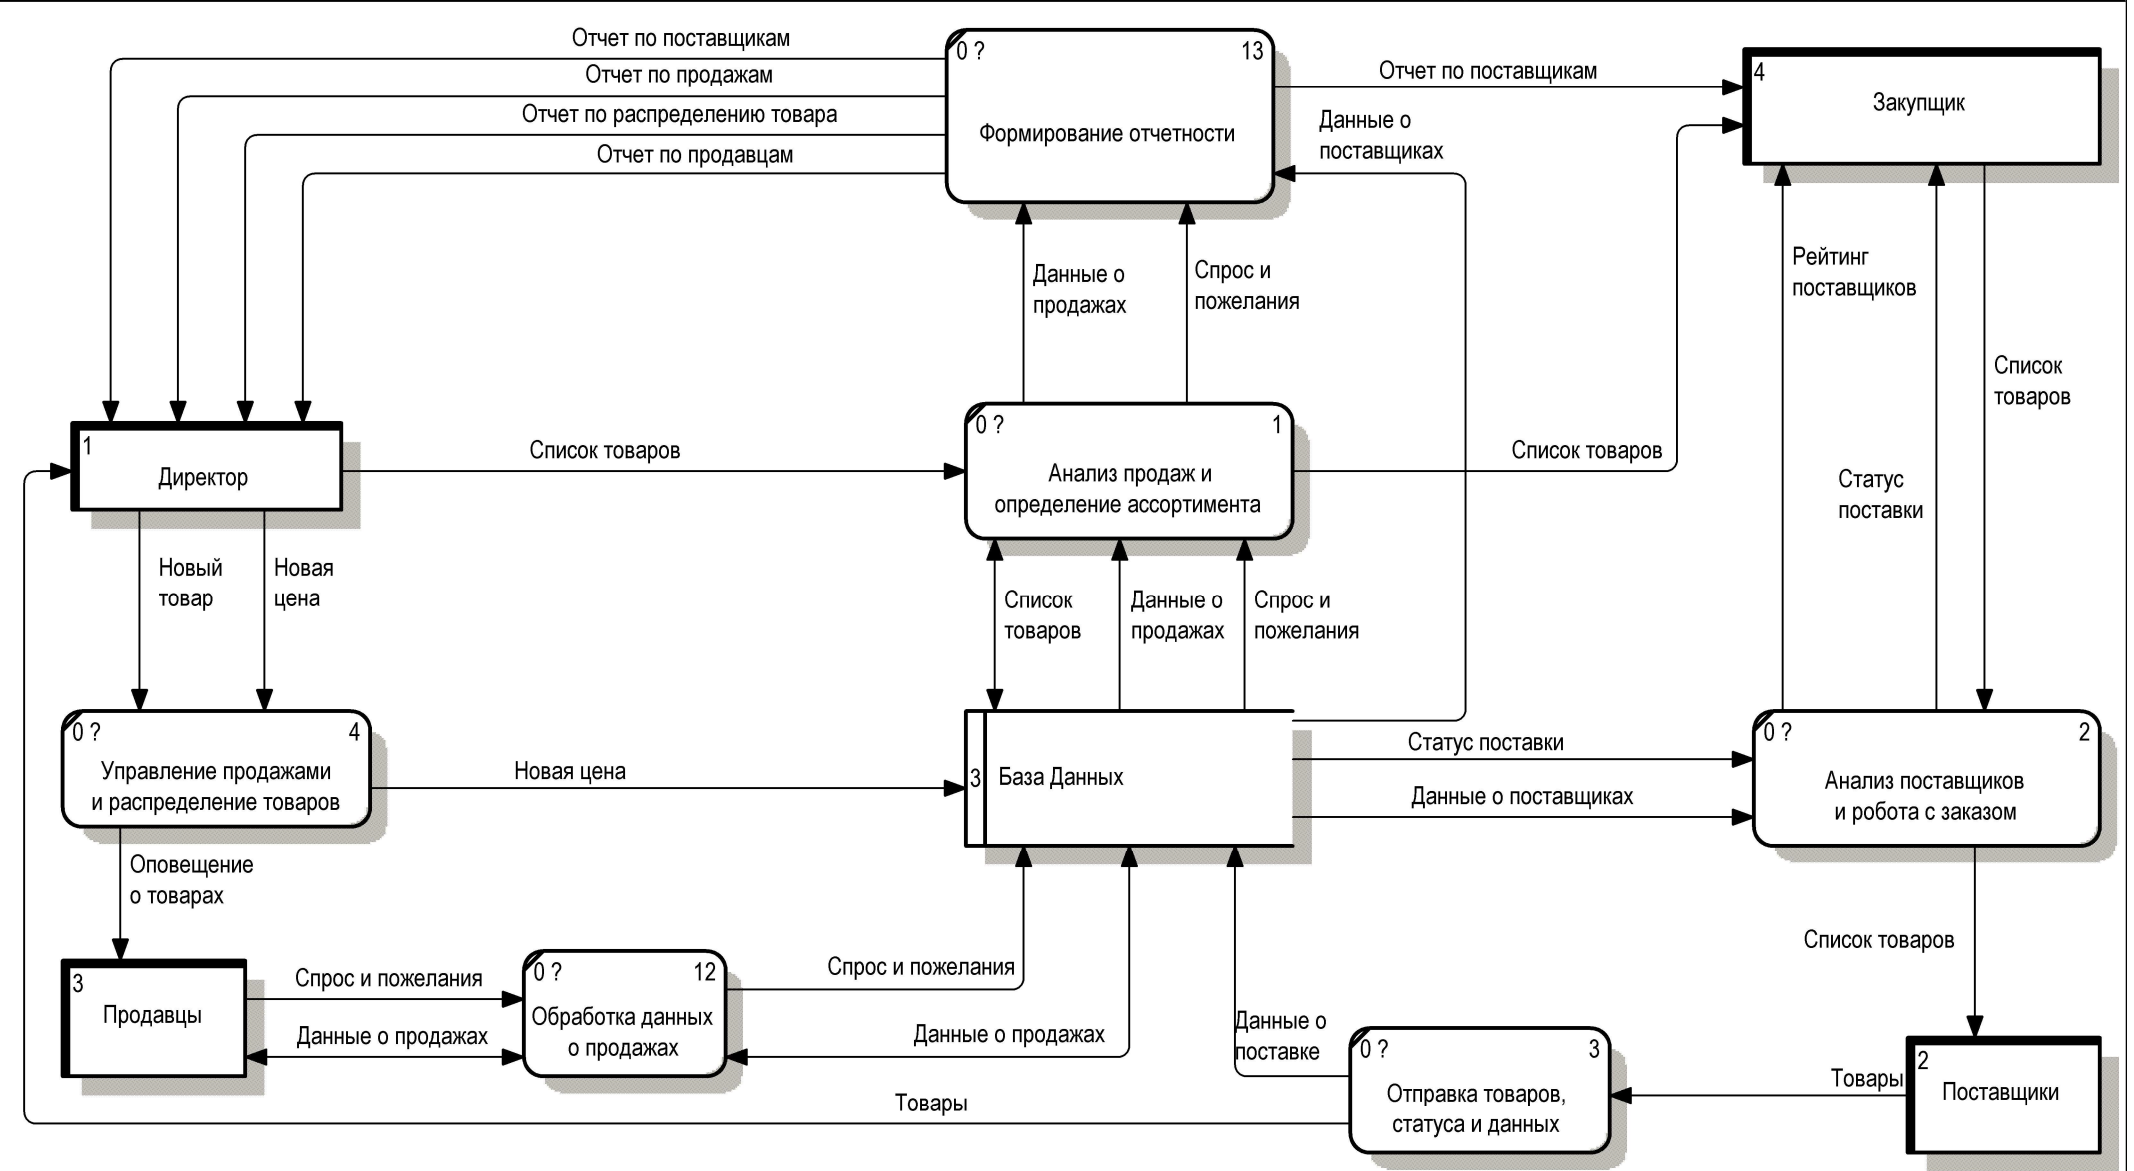 Отчет по поставщикам
Отчет по продажам
Отчет по распределению товара
Отчет по продавцам
0 ?
13
Формирование отчетности
Отчет по поставщикам
Данные о
поставщиках
4
Закупщик
Данные о
продажах
Спрос и
пожелания
Рейтинг
поставщиков
Список
товаров
Статус
поставки
1
Директор
Список товаров
0 ?
1
Анализ продаж и
определение ассортимента
Список товаров
Новый
товар
Новая
цена
Список
товаров
Данные о
продажах
Спрос и
пожелания
0 ?
4
Управление продажами
и распределение товаров
Новая цена
3
База Данных
Статус поставки
Данные о поставщиках
0 ?
2
Анализ поставщиков
и робота с заказом
Оповещение
о товарах
Список товаров
3
Продавцы
Спрос и пожелания
Данные о продажах
0 ?
12
Обработка данных
о продажах
Спрос и пожелания
Данные о продажах
Данные о
поставке
0 ?
3
Отправка товаров,
статуса и данных
Товары
2
Поставщики
Товары